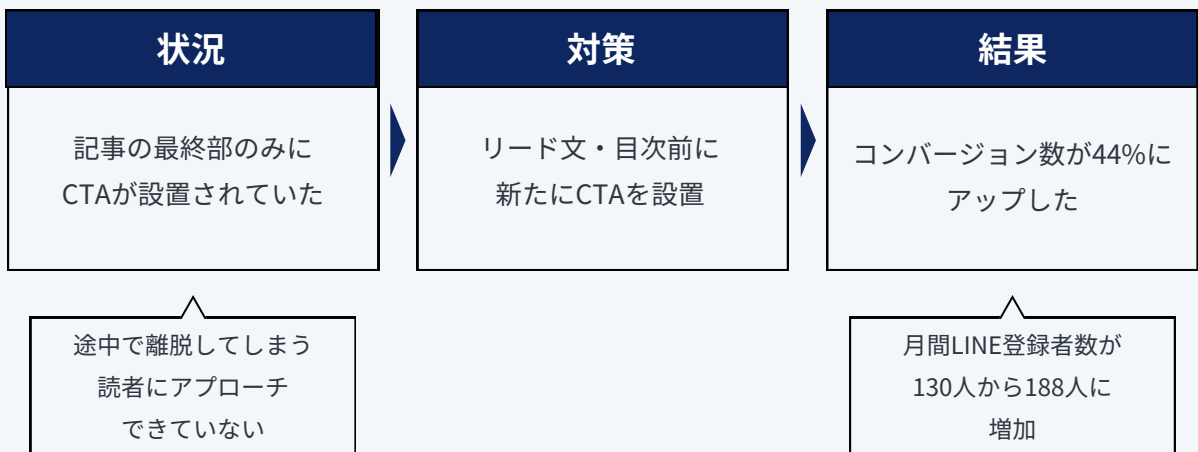 状況
記事の最終部のみに
CTAが設置されていた
途中で離脱してしまう
読者にアプローチ
できていない
対策
リード文・目次前に
新たにCTAを設置
結果
コンバージョン数が44%に
アップした
月間LINE登録者数が
130人から188人に
増加